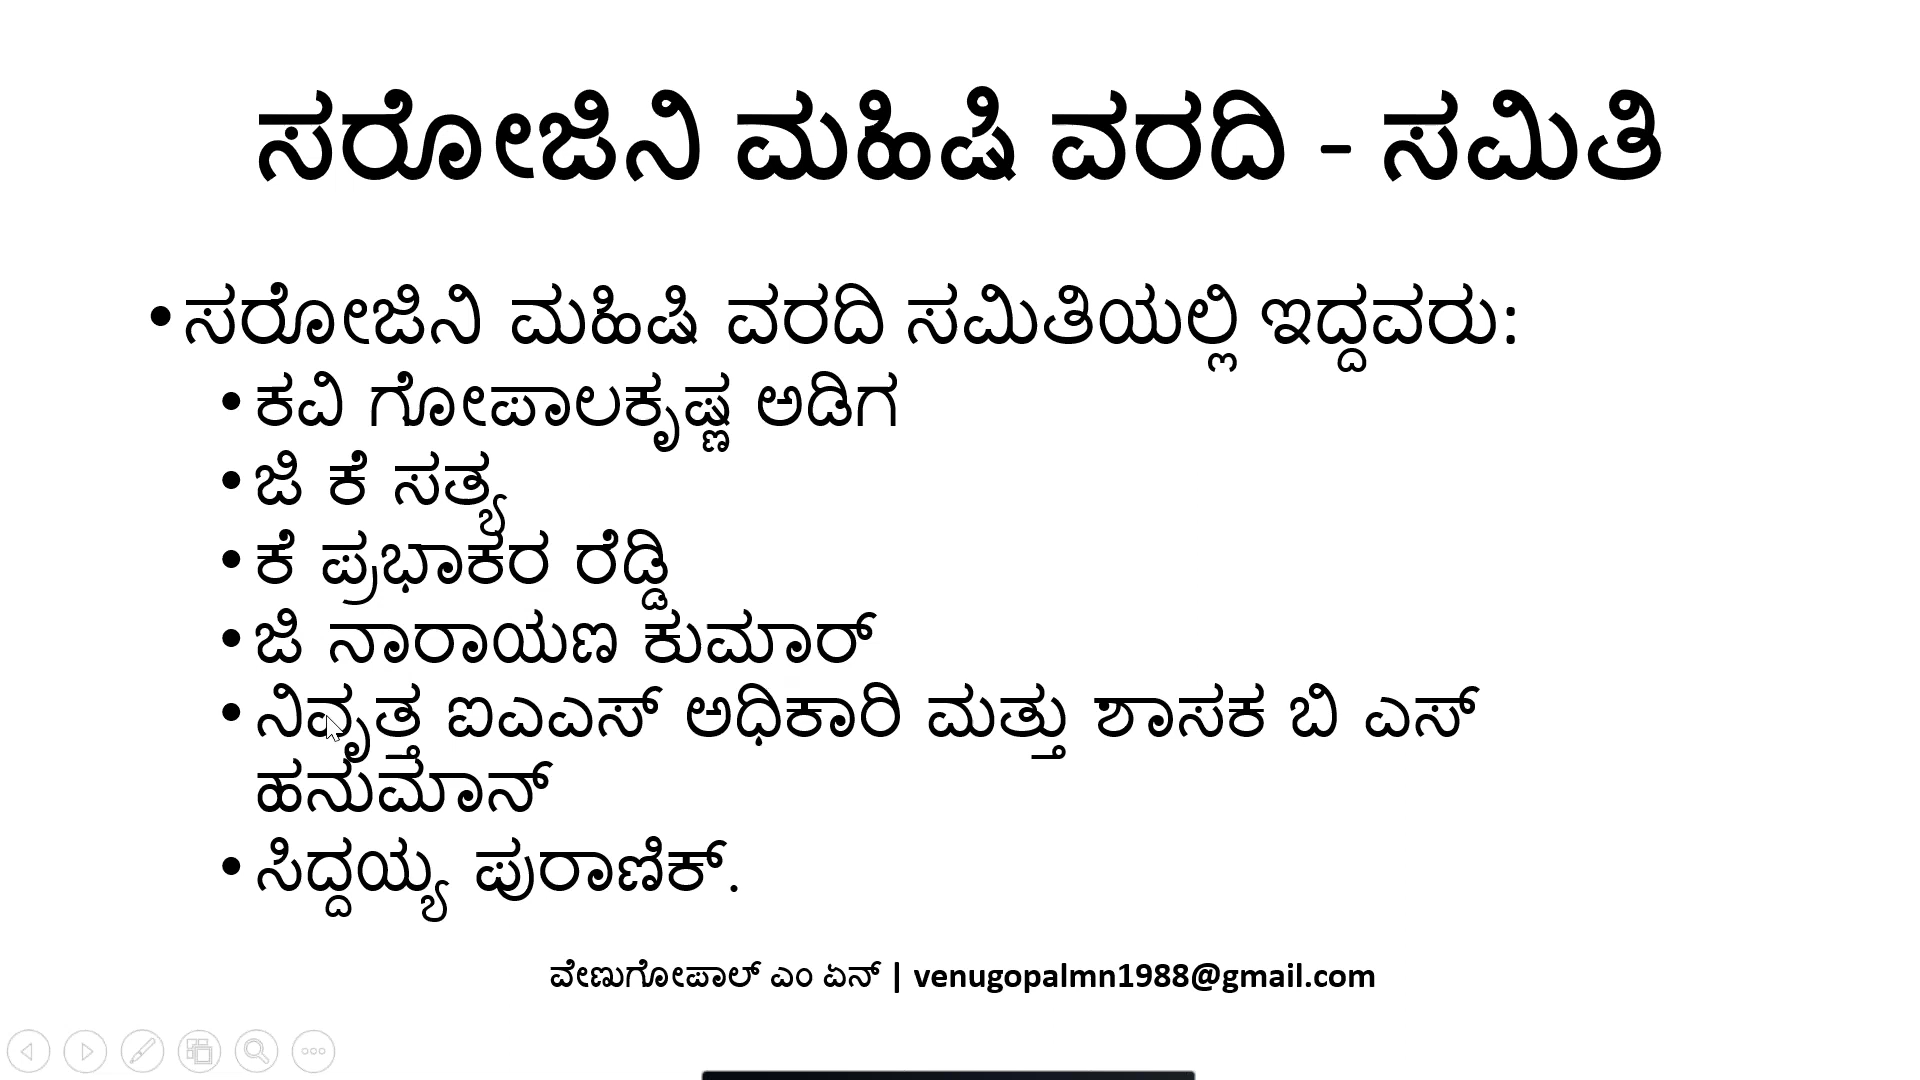 ಸರೋಜಿನಿ ಮಹಿಷಿ ವರದಿ - ಸಮಿತಿ
•ಸರೋಜಿನಿ ಮಹಿಷಿ ವರದಿ ಸಮಿತಿಯಲ್ಲಿ ಇದ್ದವರು:
•ಕವಿ ಗೋಪಾಲಕೃಷ್ಣ ಅಡಿಗ
•ಜಿ ಕೆ ಸತ್ಯ
•ಕೆ ಪ್ರಭಾಕರ ರೆಡ್ಡಿ
•ಜಿ ನಾರಾಯಣ ಕುಮಾರ್
•ನಿವೃತ್ತ ಐಎಎಸ್ ಅಧಿಕಾರಿ ಮತ್ತು ಶಾಸಕ ಬಿ ಎಸ್
ಹನುಮಾನ್
•ಸಿದ್ದಯ್ಯ ಪುರಾಣಿಕ್.
ವೇಣುಗೋಪಾಲ್ ಎಂ ಏನ್ | venugopalmn1988@gmail.com